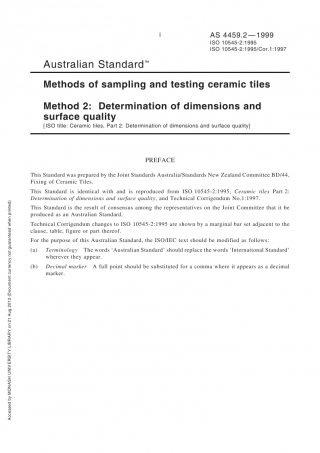 i
AS 4459.2—1999
ISO 10545-2:1995
ISO 10545-2:1995/Cor.1:1997
Australian Standard™
Methods of sampling and testing ceramic tiles
Method 2: Determination of dimensions and
surface quality
[ISO title: Ceramic tiles, Part 2: Determination of dimensions and surface quality]
PREFACE
This Standard was prepared by the Joint Standards Australia/Standards New Zealand Committee BD/44,
Fixing of Ceramic Tiles.
This Standard is identical with and is reproduced from ISO 10545-2:1995, Ceramic tiles Part 2:
Determination of dimensions and surface quality, and Technical Corrigendum No.1:1997.
This Standard is the result of consensus among the representatives on the Joint Committee that it be
produced as an Australian Standard.
Technical Corrigendum changes to ISO 10545-2:1995 are shown by a marginal bar set adjacent to the
clause, table, figure or part thereof.
For the purpose of this Australian Standard, the ISO/IEC text should be modified as follows:
(a) Terminology The words 'Australian Standard' should replace the words 'International Standard'
wherever they appear.
(b) Decimal marker A full point should be substituted for a comma where it appears as a decimal
marker.
Accessed by MONASH UNIVERSITY LIBRARY on 21 Aug 2013 (Document currency not guaranteed when printed)